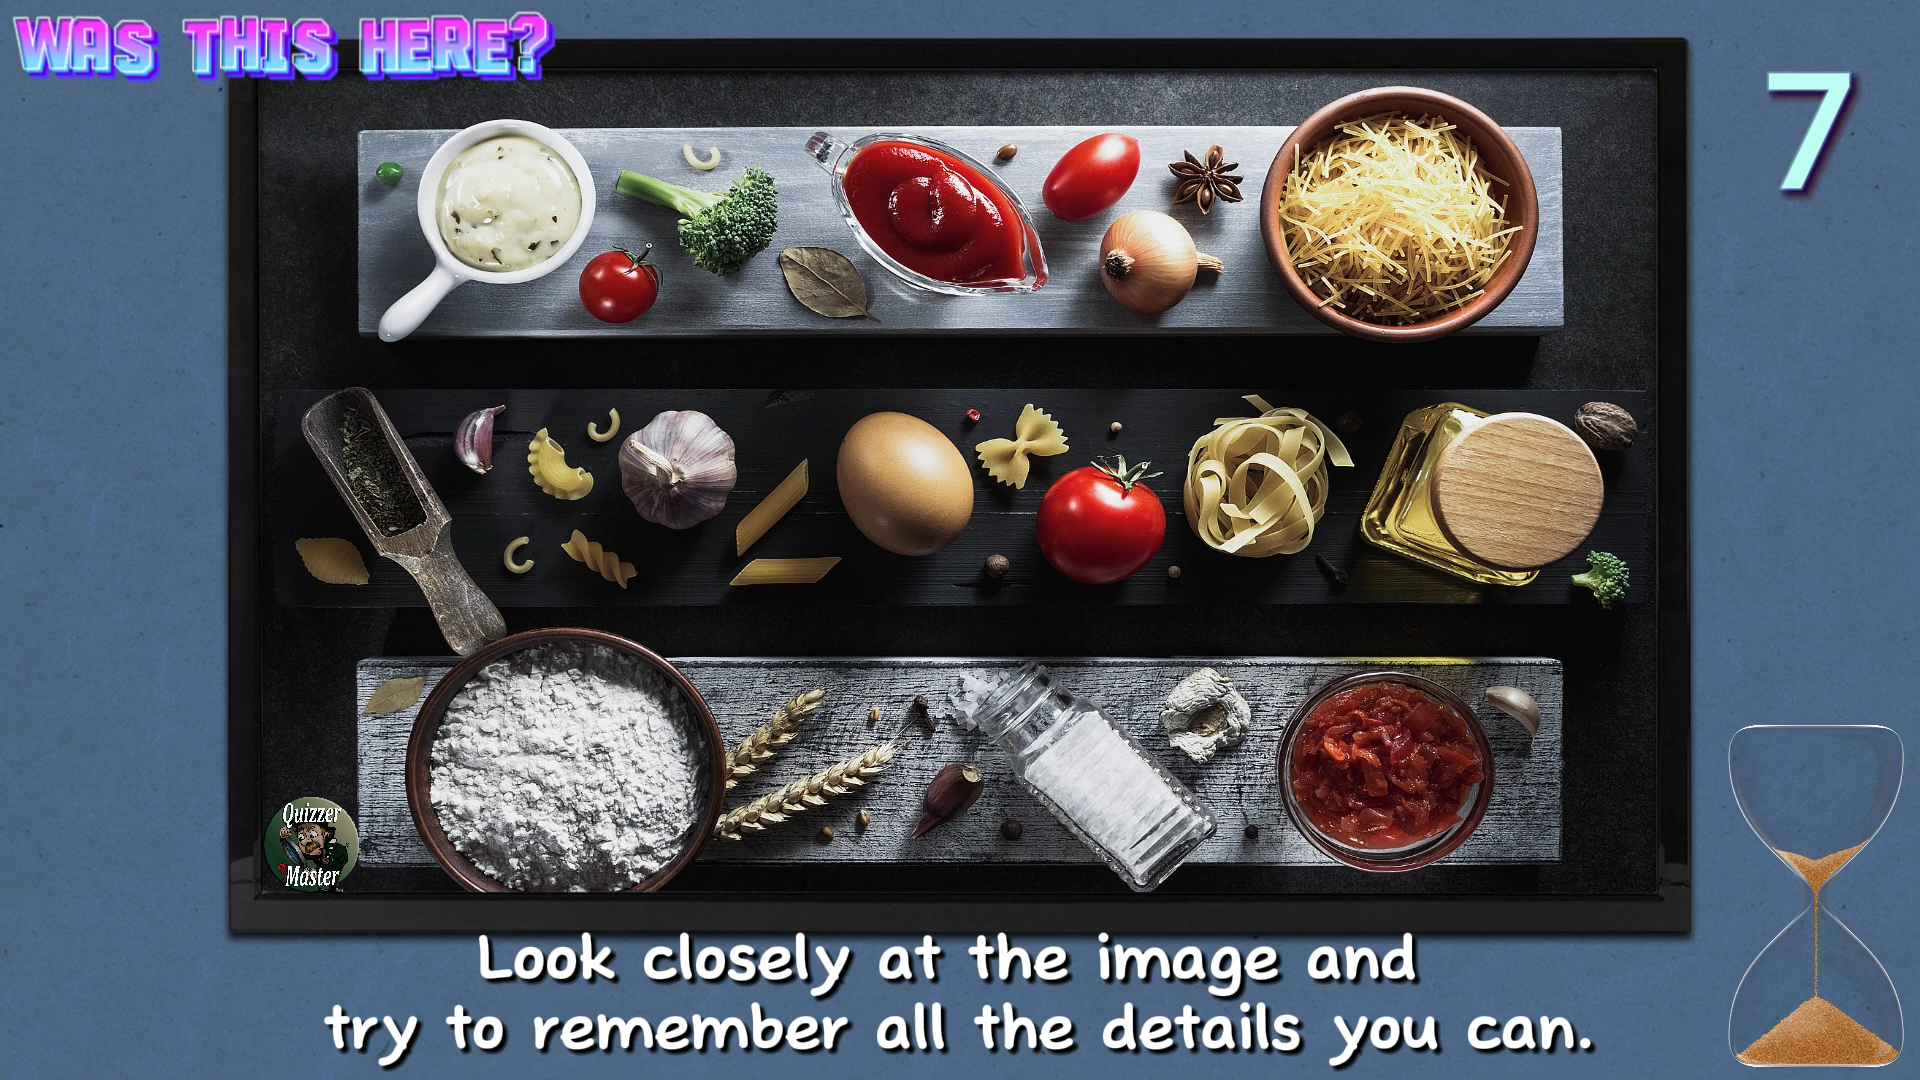 WAS THIS HERE?
7
Quizzer
Master
Look closely at the image and
try to remember all the details you can.